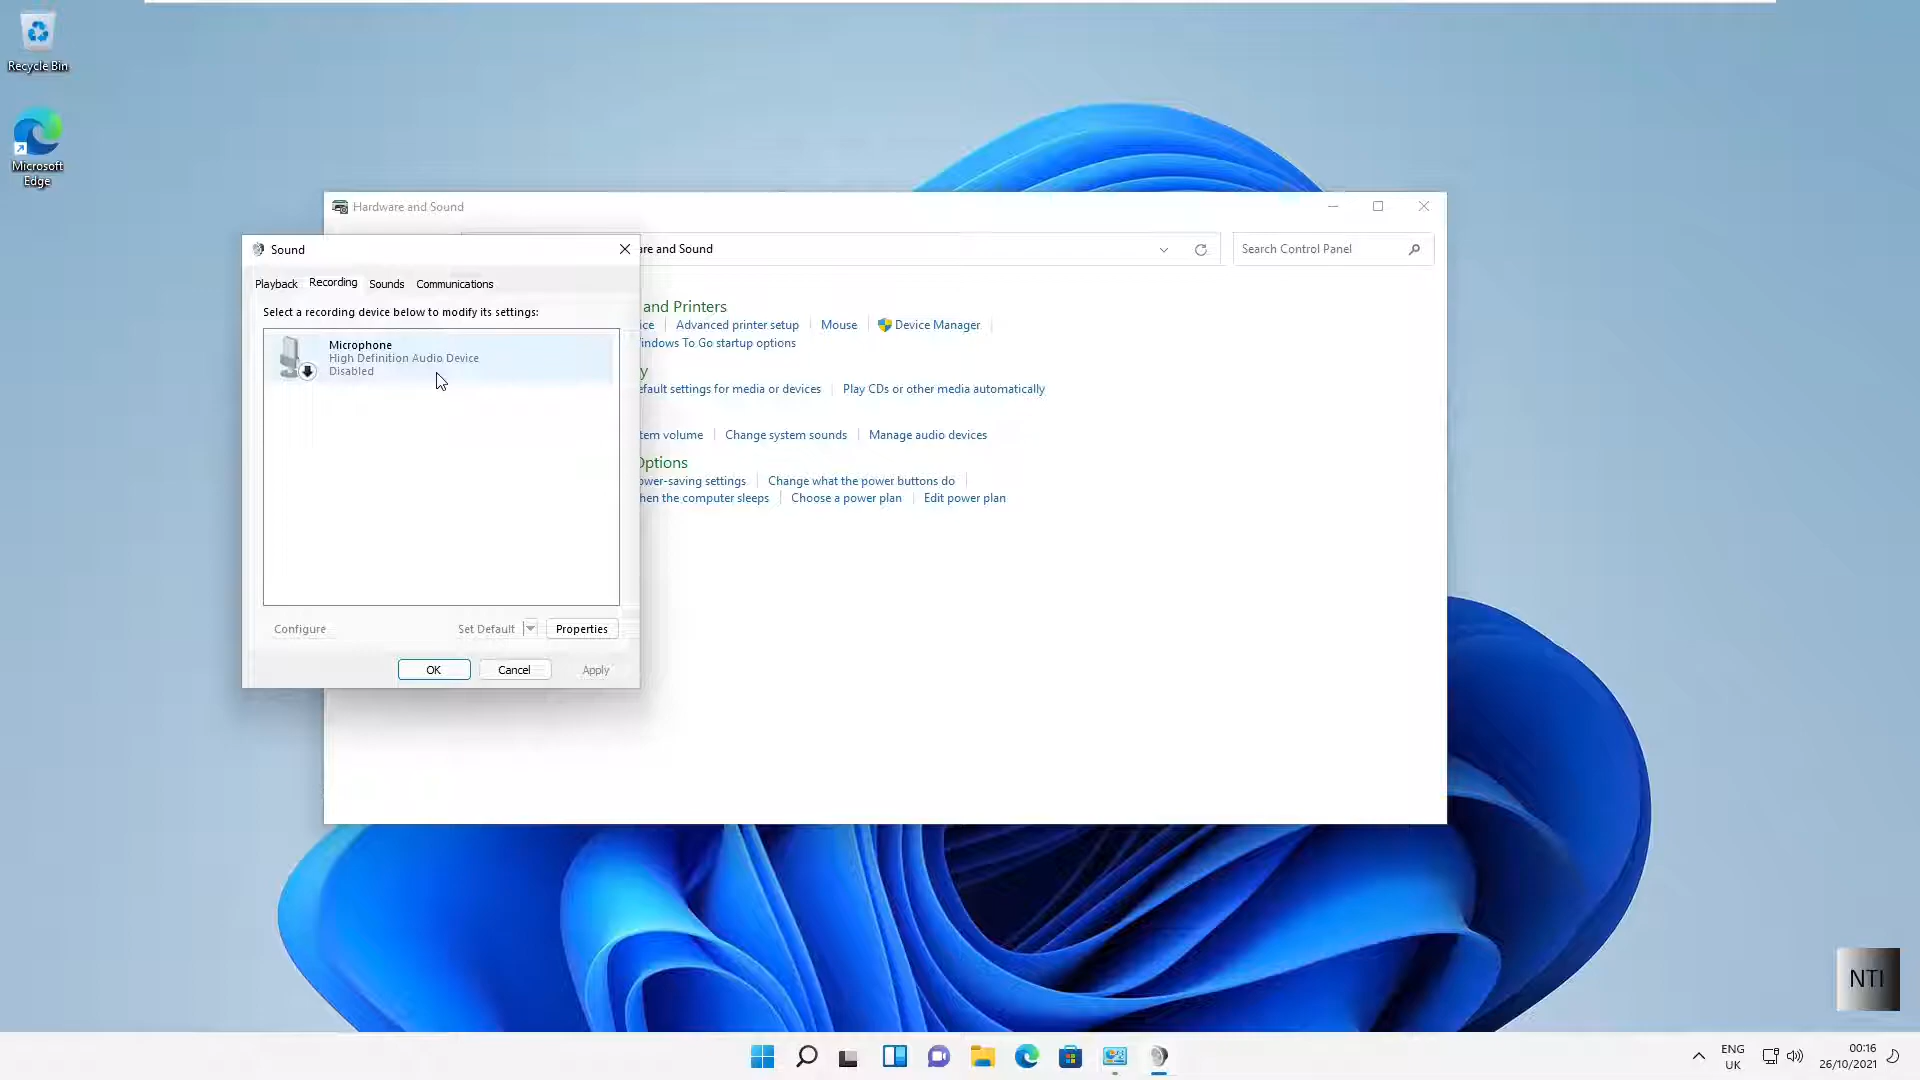 Recycle Bin
Microsoft
Edge
Hardware and Sound
Sound
are and Sound
Search Control Panel
Playback
Recording
Sounds
Communications
Select a recording device below to modify its settings:
Microphone
High Definition Audio Device
Disabled
and Printers
ice
Advanced printer setup
Mouse
Device Manager
indows To Go startup options
y
efault settings for media or devices
Play CDs or other media automatically
tem volume
Change system sounds
Manage audio devices
Options
ower-saving settings
Change what the power buttons do
hen the computer sleeps
Choose a power plan
Edit power plan
Configure
Set Default
Properties
OK
Cancel
Apply
NTI
ENG
UK
00:16
26/10/2021